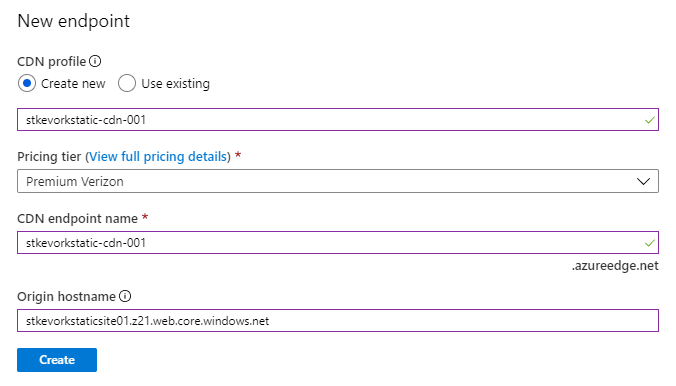 New endpoint
CDN profile
Create new Use existing
stkevorkstatic-cdn-001
Pricing tier (View full pricing details) *
Premium Verizon
CDN endpoint name *
stkevorkstatic-cdn-001
.azureedge.net
Origin hostname
stkevorkstaticsite01.z21.web.core.windows.net
Create